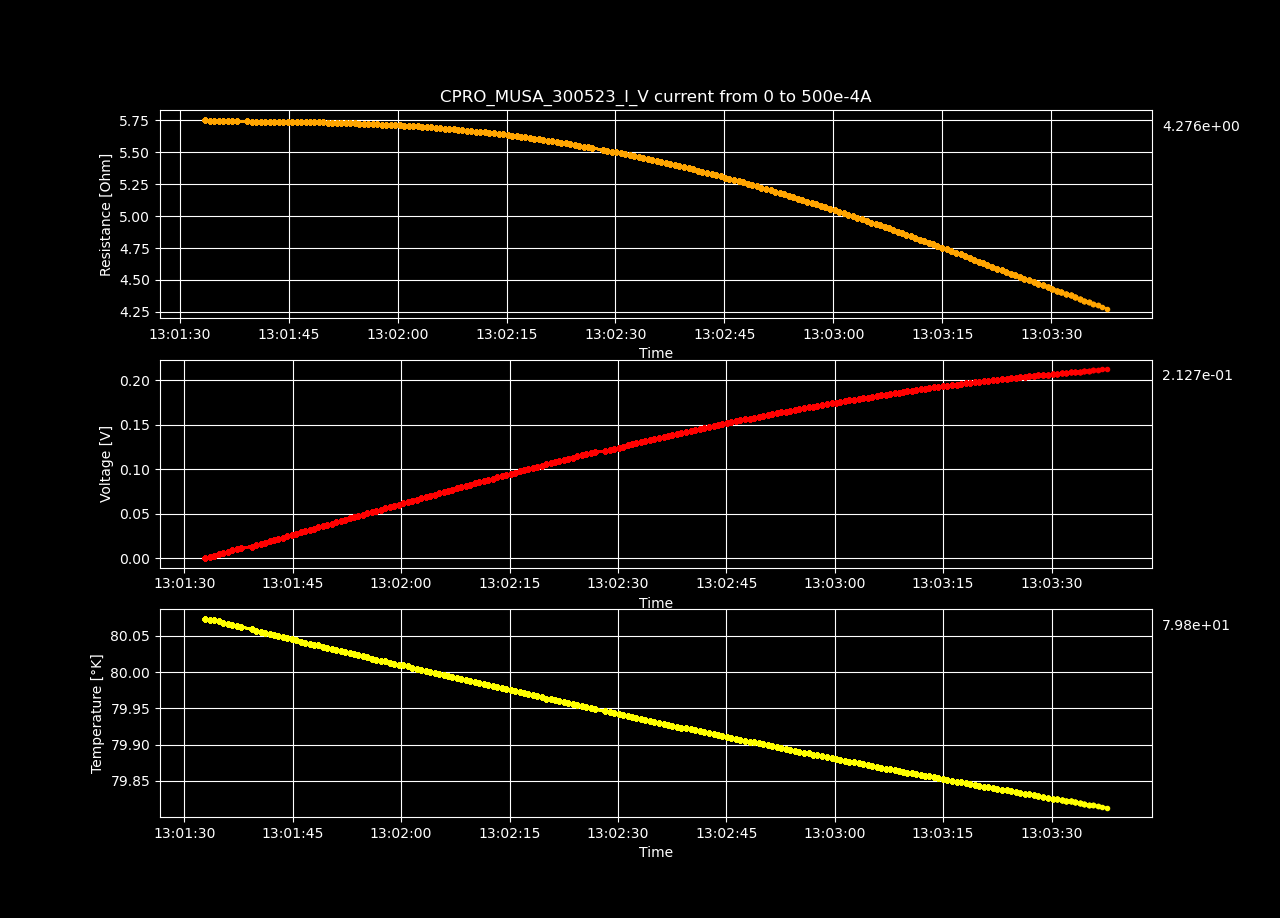 CPRO_MUSA_300523_I_V current from 0 to 500e-4A
5.75
5.50
5.25
5.00
4.75
4.50
4.25
Resistance [Ohm]
4.276e+00
13:01:30 13:01:45 13:02:00 13:02:15 13:02:30 13:02:45 13:03:00 13:03:15 13:03:30
Time
0.20
0.15
0.10
0.05
0.00
Voltage [V]
2.127e-01
13:01:30 13:01:45 13:02:00 13:02:15 13:02:30 13:02:45 13:03:00 13:03:15 13:03:30
Time
80.05
80.00
79.95
79.90
79.85
Temperature [°K]
7.98e+01
13:01:30 13:01:45 13:02:00 13:02:15 13:02:30 13:02:45 13:03:00 13:03:15 13:03:30
Time